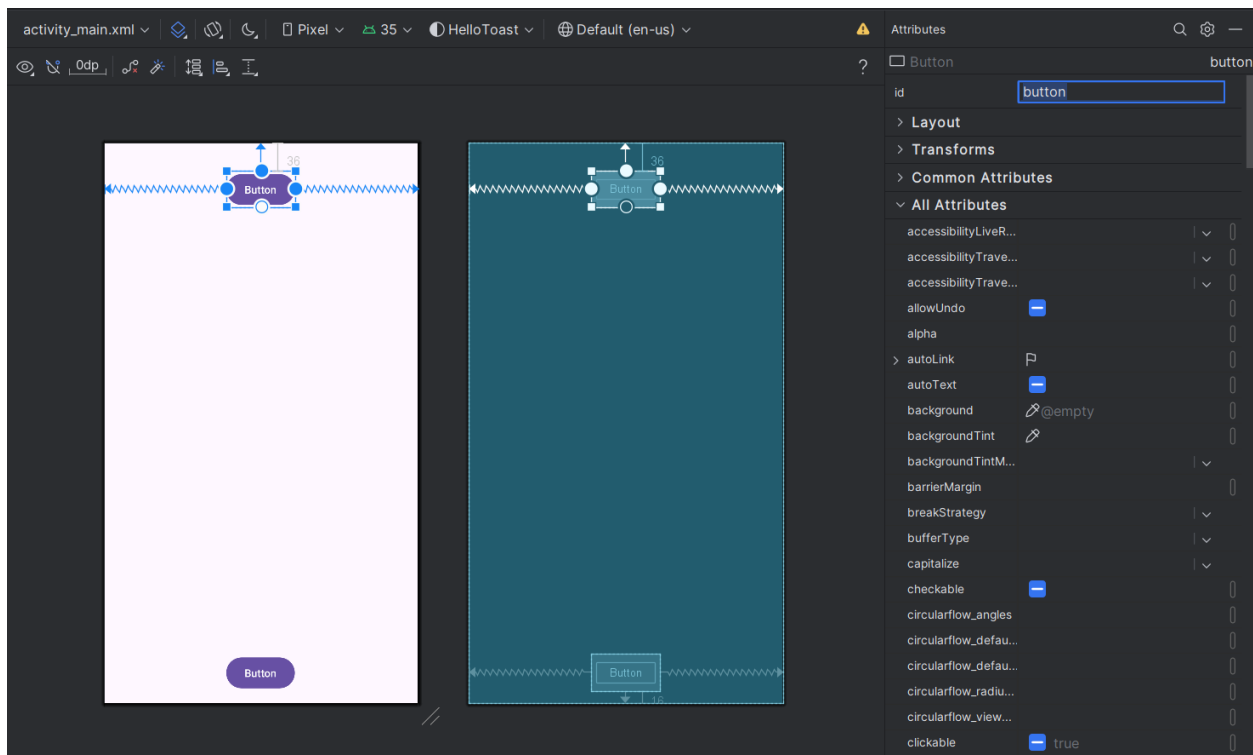 activity_main.xml Pixel 35 HelloToast Default (en-us)
0dp ?
36
Button
Button
36
Button
Button
16
Attributes
Button button
id button
Layout
Transforms
Common Attributes
All Attributes
accessibilityLiveR...
accessibilityTrave...
accessibilityTrave...
allowUndo
alpha
autoLink
autoText
background @empty
backgroundTint
backgroundTintM...
barrierMargin
breakStrategy
bufferType
capitalize
checkable
circularflow_angles
circularflow_defau...
circularflow_defau...
circularflow_radiu...
circularflow_view...
clickable true